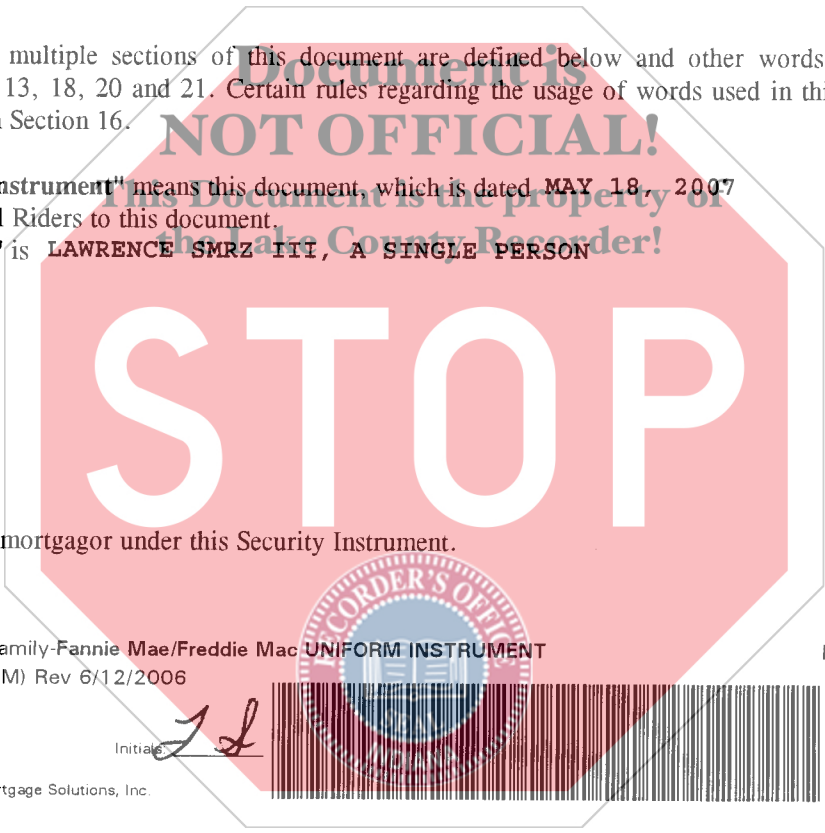 multiple sections of this document are defined below and other words
13, 18, 20 and 21. Certain rules regarding the usage of words used in thi
Section 16.
Document is
NOT OFFICIAL!
This Document is the property of
the Lake County Recorder!
nstrument" means this document, which is dated MAY 18, 2007
Riders to this document.
is LAWRENCE SMRZ III, A SINGLE PERSON
STOP
mortgagor under this Security Instrument.
RECORDER'S OFFICE
SEAL
INDIANA
amily-Fannie Mae/Freddie Mac UNIFORM INSTRUMENT
M) Rev 6/12/2006
Initials: LS
tgage Solutions, Inc.